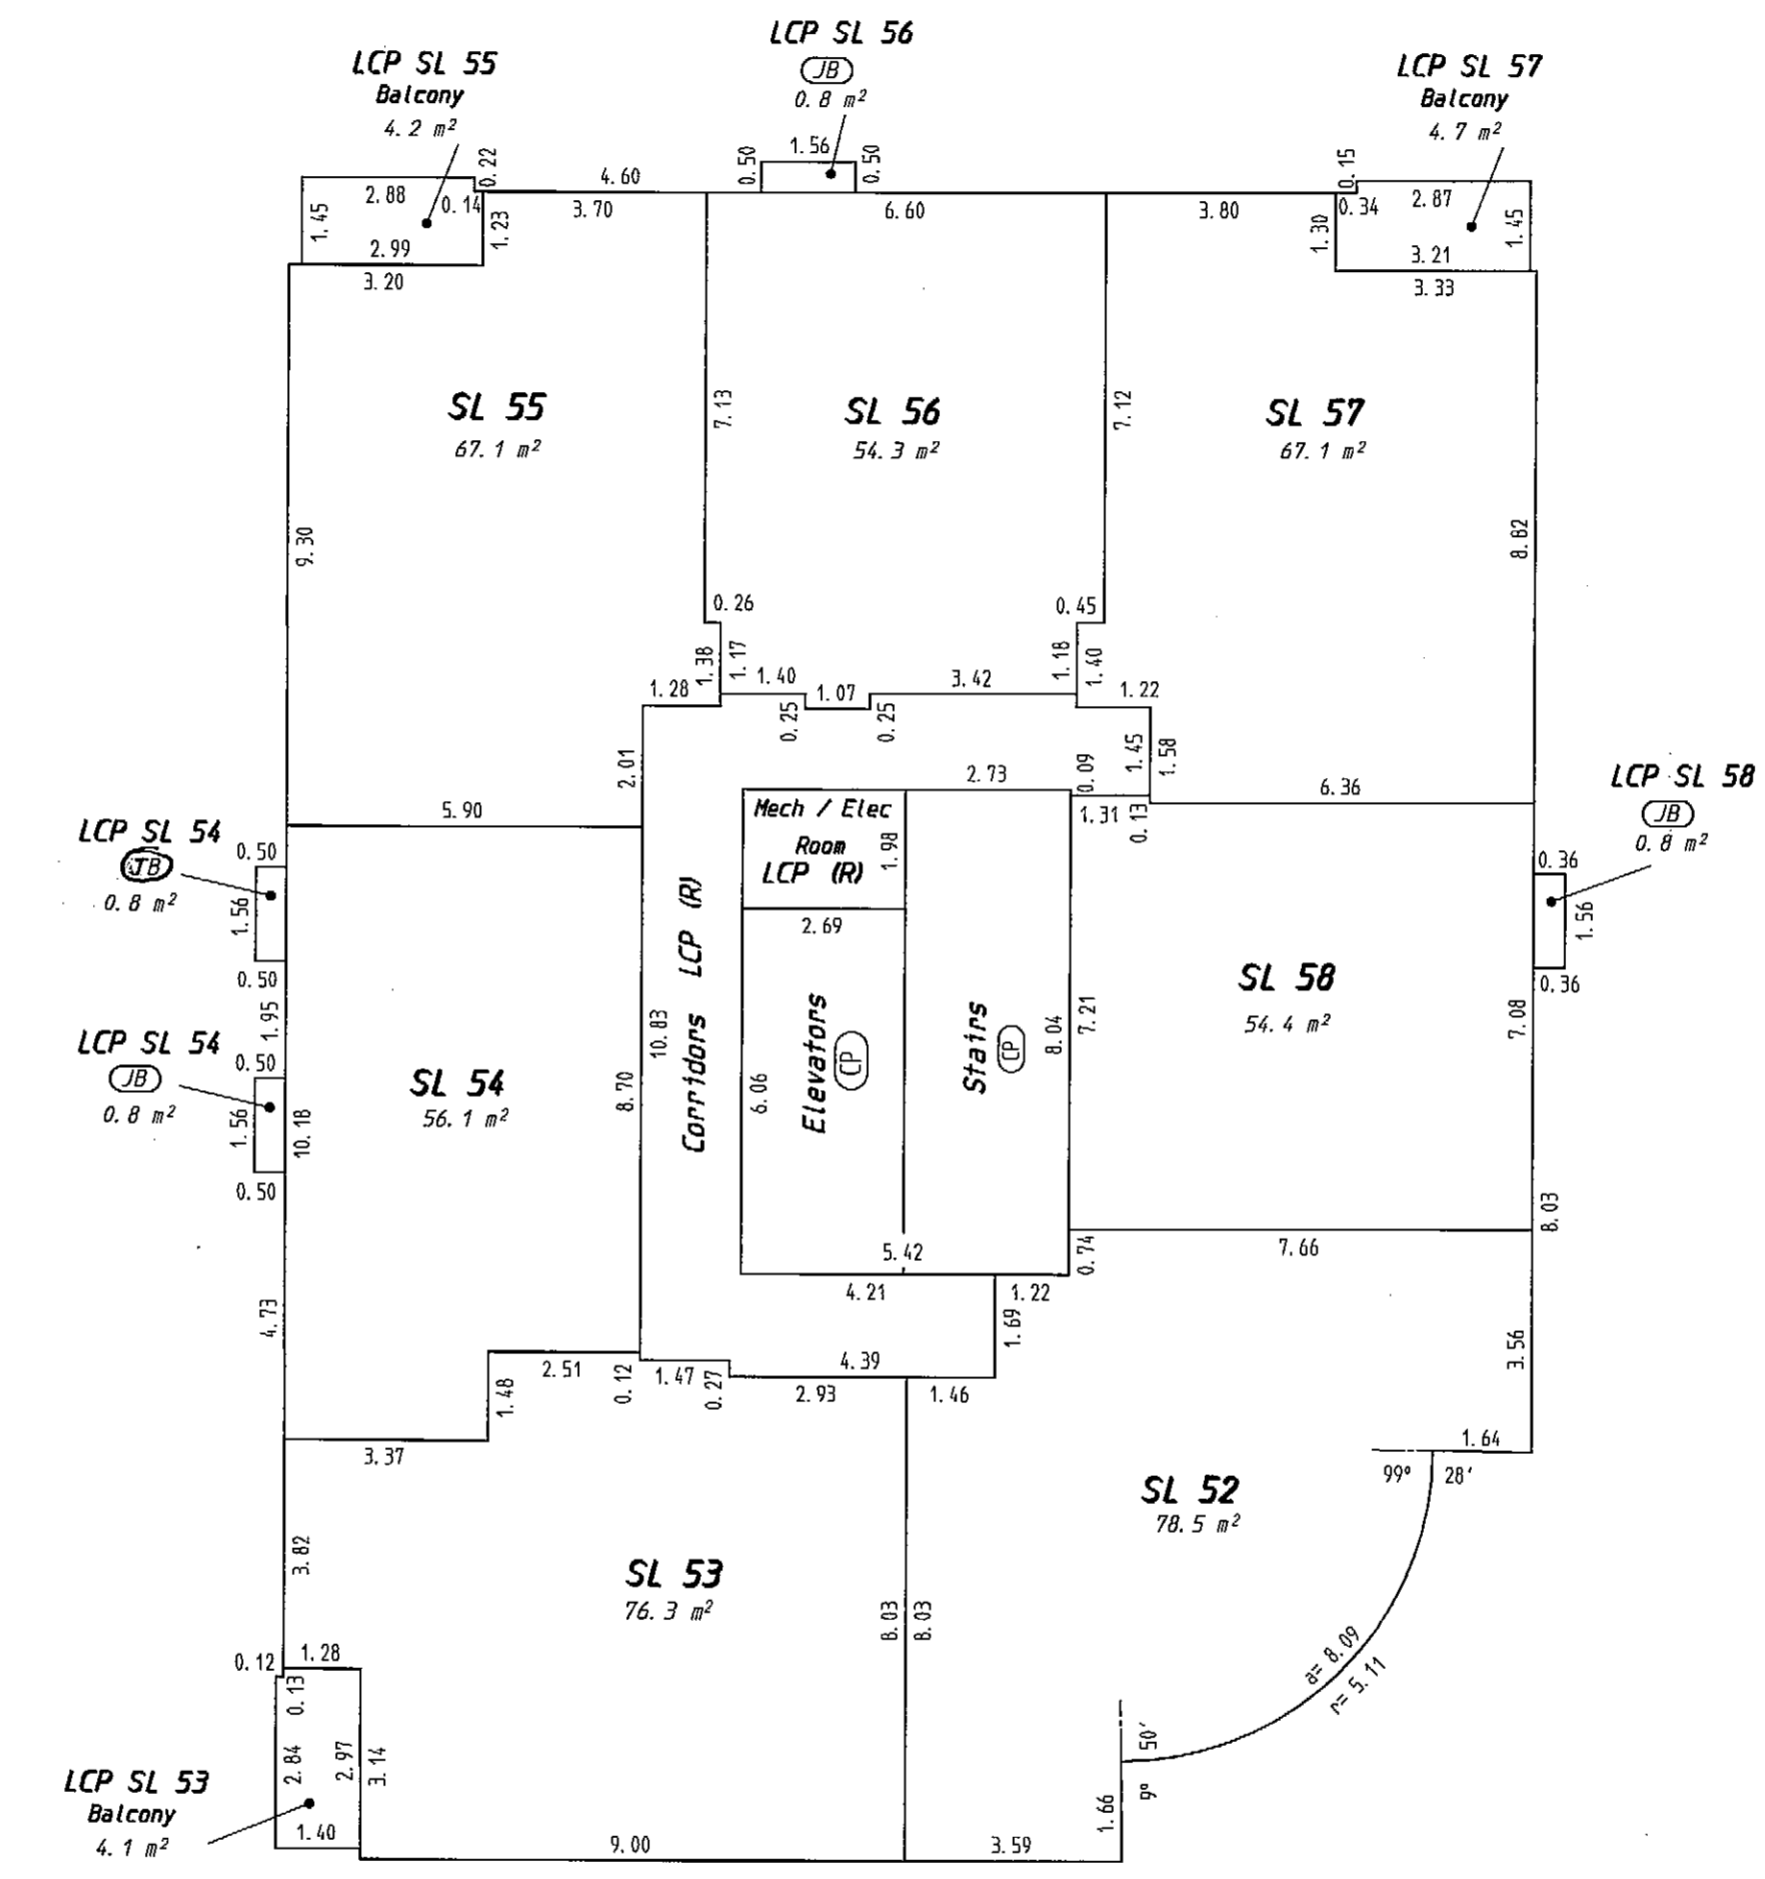 LCP SL 56
JB
0.8 m²
LCP SL 55
Balcony
4.2 m²
LCP SL 57
Balcony
4.7 m²
1.56
0.50
0.50
0.22
4.60
0.15
2.88
0.14
3.70
6.60
3.80
0.34
2.87
1.45
1.23
1.30
1.45
2.99
3.21
3.20
3.33
SL 55
67.1 m²
SL 56
54.3 m²
SL 57
67.1 m²
7.13
7.12
9.30
8.82
0.26
0.45
1.38
1.17
1.18
1.40
1.28
1.40
1.07
3.42
1.22
0.25
0.25
2.01
1.45
1.58
2.73
0.09
6.36
1.31
0.13
5.90
Mech / Elec
Room
LCP (R)
1.98
2.69
LCP SL 54
JB
0.8 m²
0.50
1.56
0.50
1.95
LCP SL 58
JB
0.8 m²
0.36
1.56
0.36
7.08
SL 58
54.4 m²
LCP SL 54
JB
0.8 m²
0.50
1.56
0.50
10.18
SL 54
56.1 m²
8.70
10.83
Corridors LCP (R)
6.06
Elevators
CP
Stairs
CP
8.04
7.21
8.03
5.42
0.74
7.66
4.21
1.22
4.73
1.69
3.56
2.51
0.12
1.47
0.27
4.39
2.93
1.46
1.48
3.37
1.64
99° 28′
SL 52
78.5 m²
SL 53
76.3 m²
3.82
8.03
8.03
a= 8.09
r= 5.11
0.12
1.28
0.13
2.84
2.97
3.14
50′
9°
1.66
LCP SL 53
Balcony
4.1 m²
1.40
9.00
3.59